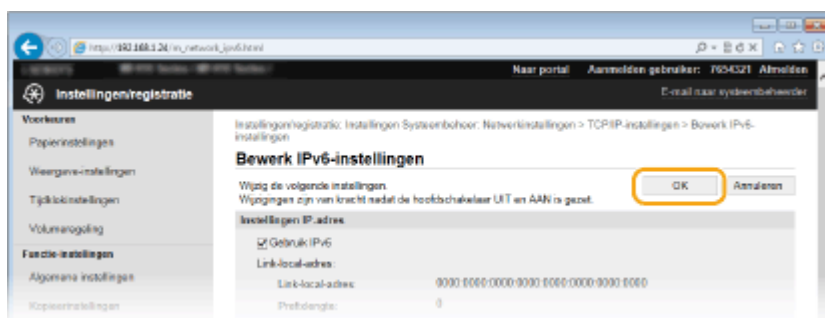 http://192.168.1.24/m_network_ipv6.html
Naar portal Aanmelden gebruiker: 7654321 Afmelden
Instellingen/registratie
E-mail naar systeembeheerder
Voorkeuren
Papierinstellingen
Weergave-instellingen
Tijdklokinstellingen
Volumeregeling
Functie-instellingen
Algemene instellingen
Kopieerinstellingen
Instellingen/registratie: Instellingen Systeembeheer: Netwerkinstellingen > TCP/IP-instellingen > Bewerk IPv6-
instellingen
Bewerk IPv6-instellingen
Wijzig de volgende instellingen.
Wijzigingen zijn van kracht nadat de hoofdschakelaar UIT en AAN is gezet.
OK Annuleren
Instellingen IP-adres
Gebruik IPv6
Link-local-adres:
Link-local-adres: 0000:0000:0000:0000:0000:0000:0000:0000
Prefixlengte: 0